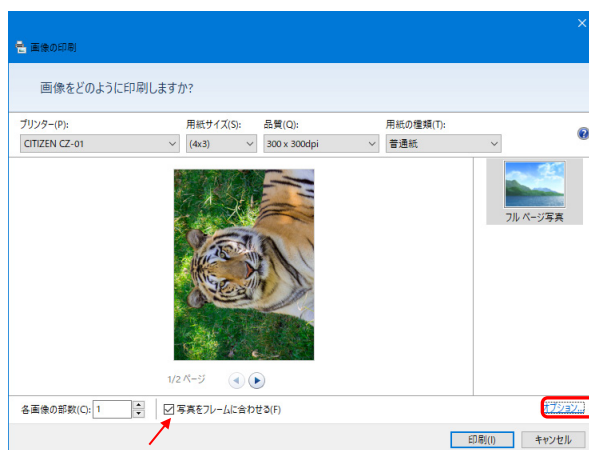 画像の印刷
画像をどのように印刷しますか?
プリンター(P): 用紙サイズ(S): 品質(Q): 用紙の種類(T):
CITIZEN CZ-01 (4x3) 300 x 300dpi 普通紙
フル ページ写真
1/2 ページ
各画像の部数(C): 1 写真をフレームに合わせる(F) オプション...
印刷(I) キャンセル